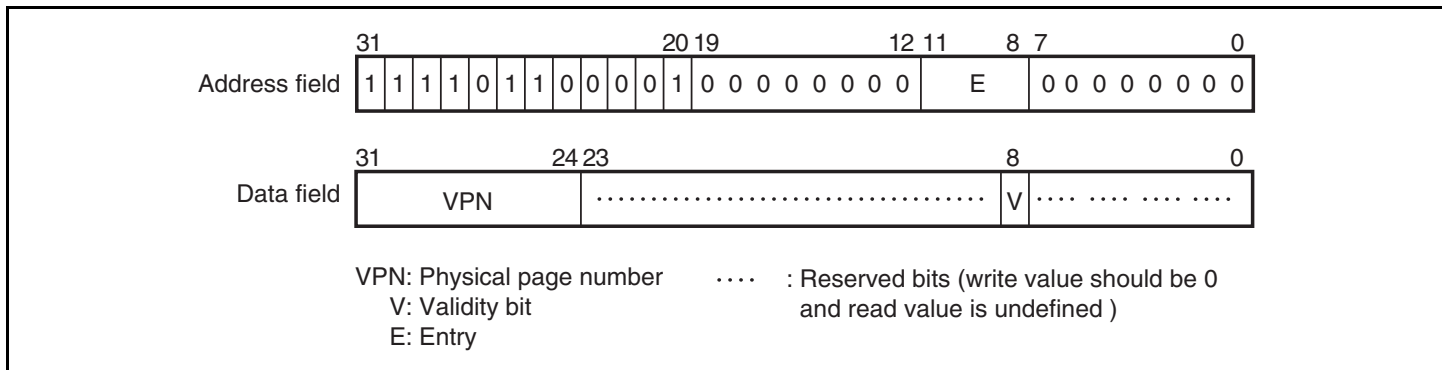 31 20 19 12 11 8 7 0
Address field 1 1 1 1 0 1 1 0 0 0 0 1 0 0 0 0 0 0 0 0 E 0 0 0 0 0 0 0 0
31 24 23 8 0
Data field VPN .................................... V .... .... .... ....
VPN: Physical page number .... : Reserved bits (write value should be 0
V: Validity bit and read value is undefined )
E: Entry